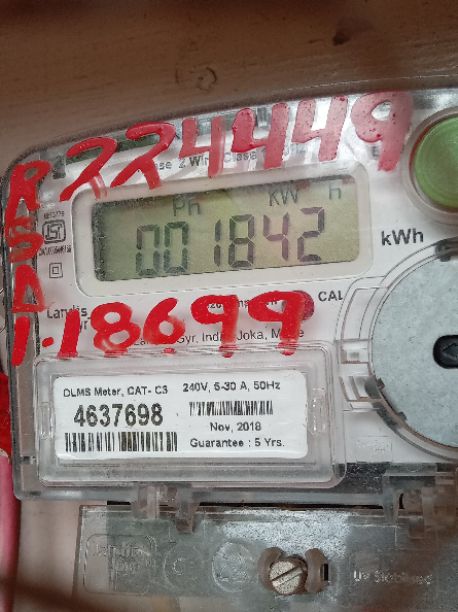 224449
Ph KW h
001842
kWh
CAL
1-18699
DLMS Meter, CAT- C3 240V, 5-30 A, 50Hz
4637698
Nov, 2018
Guarantee : 5 Yrs.